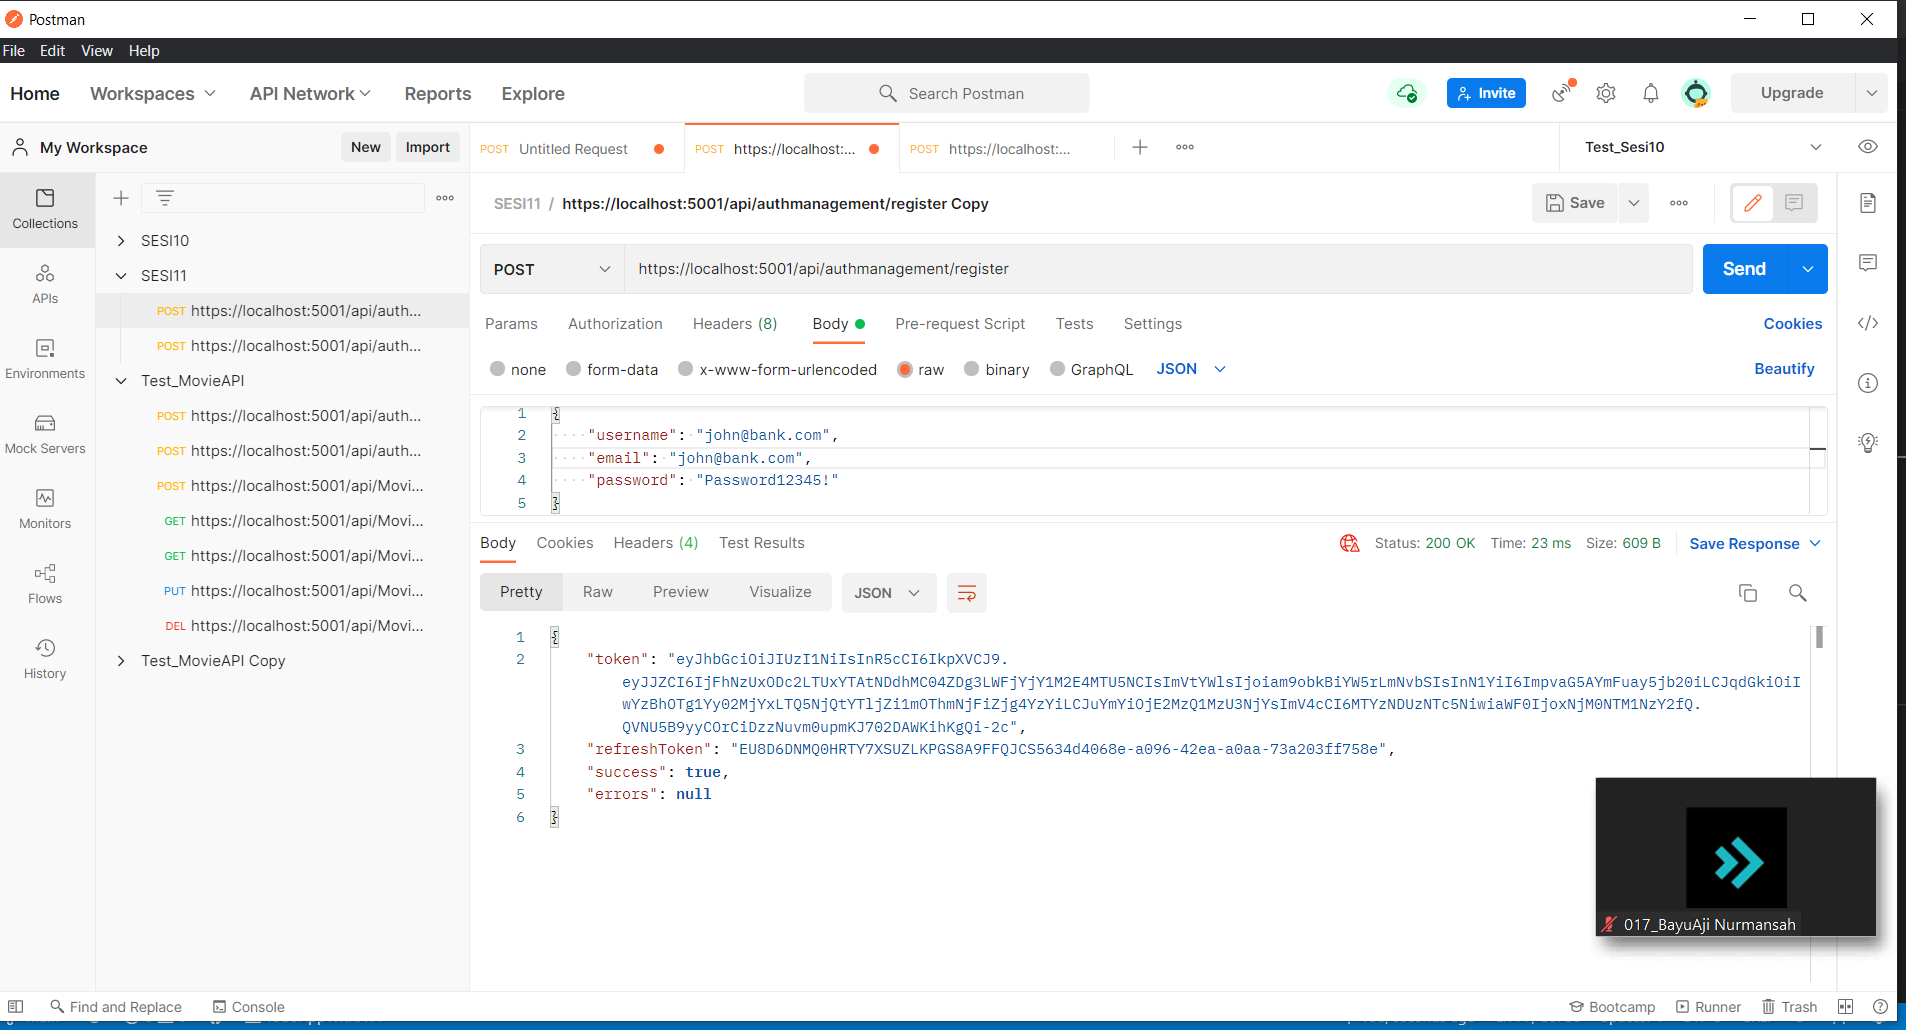 Postman
File Edit View Help
Home Workspaces API Network Reports Explore Search Postman Invite Upgrade
My Workspace New Import
POST Untitled Request POST https://localhost:... POST https://localhost:... Test_Sesi10
Collections
APIs
Environments
Mock Servers
Monitors
Flows
History
SESI10
SESI11
POST https://localhost:5001/api/auth...
POST https://localhost:5001/api/auth...
Test_MovieAPI
POST https://localhost:5001/api/auth...
POST https://localhost:5001/api/auth...
POST https://localhost:5001/api/Movi...
GET https://localhost:5001/api/Movi...
GET https://localhost:5001/api/Movi...
PUT https://localhost:5001/api/Movi...
DEL https://localhost:5001/api/Movi...
Test_MovieAPI Copy
SESI11 / https://localhost:5001/api/authmanagement/register Copy Save
POST https://localhost:5001/api/authmanagement/register Send
Params Authorization Headers (8) Body Pre-request Script Tests Settings Cookies
none form-data x-www-form-urlencoded raw binary GraphQL JSON Beautify
1 {
2 "username": "john@bank.com",
3 "email": "john@bank.com",
4 "password": "Password12345!"
5 }
Body Cookies Headers (4) Test Results Status: 200 OK Time: 23 ms Size: 609 B Save Response
Pretty Raw Preview Visualize JSON
1 {
2 "token": "eyJhbGciOiJIUzI1NiIsInR5cCI6IkpXVCJ9.
eyJJZCI6IjFhNzUxODc2LTUxYTAtNDdhMC04ZDg3LWFjYjY1M2E4MTU5NCIsImVtYWlsIjoiam9obkBiYW5rLmNvbSIsInN1YiI6ImpvaG5AYmFuay5jb20iLCJqdGkiOiI
wYzBhOTg1Yy02MjYxLTQ5NjQtYTljZi1mOThmNjFiZjg4YzYiLCJuYmYiOjE2MzQ1MzU3NjYsImV4cCI6MTYzNDUzNTc5NiwiaWF0IjoxNjM0NTM1NzY2fQ.
QVNU5B9yyCOrCiDzzNuvm0upmKJ702DAWKihKgQi-2c",
3 "refreshToken": "EU8D6DNMQ0HRTY7XSUZLKPGS8A9FFQJCS5634d4068e-a096-42ea-a0aa-73a203ff758e",
4 "success": true,
5 "errors": null
6 }
017_BayuAji Nurmansah
Find and Replace Console Bootcamp Runner Trash